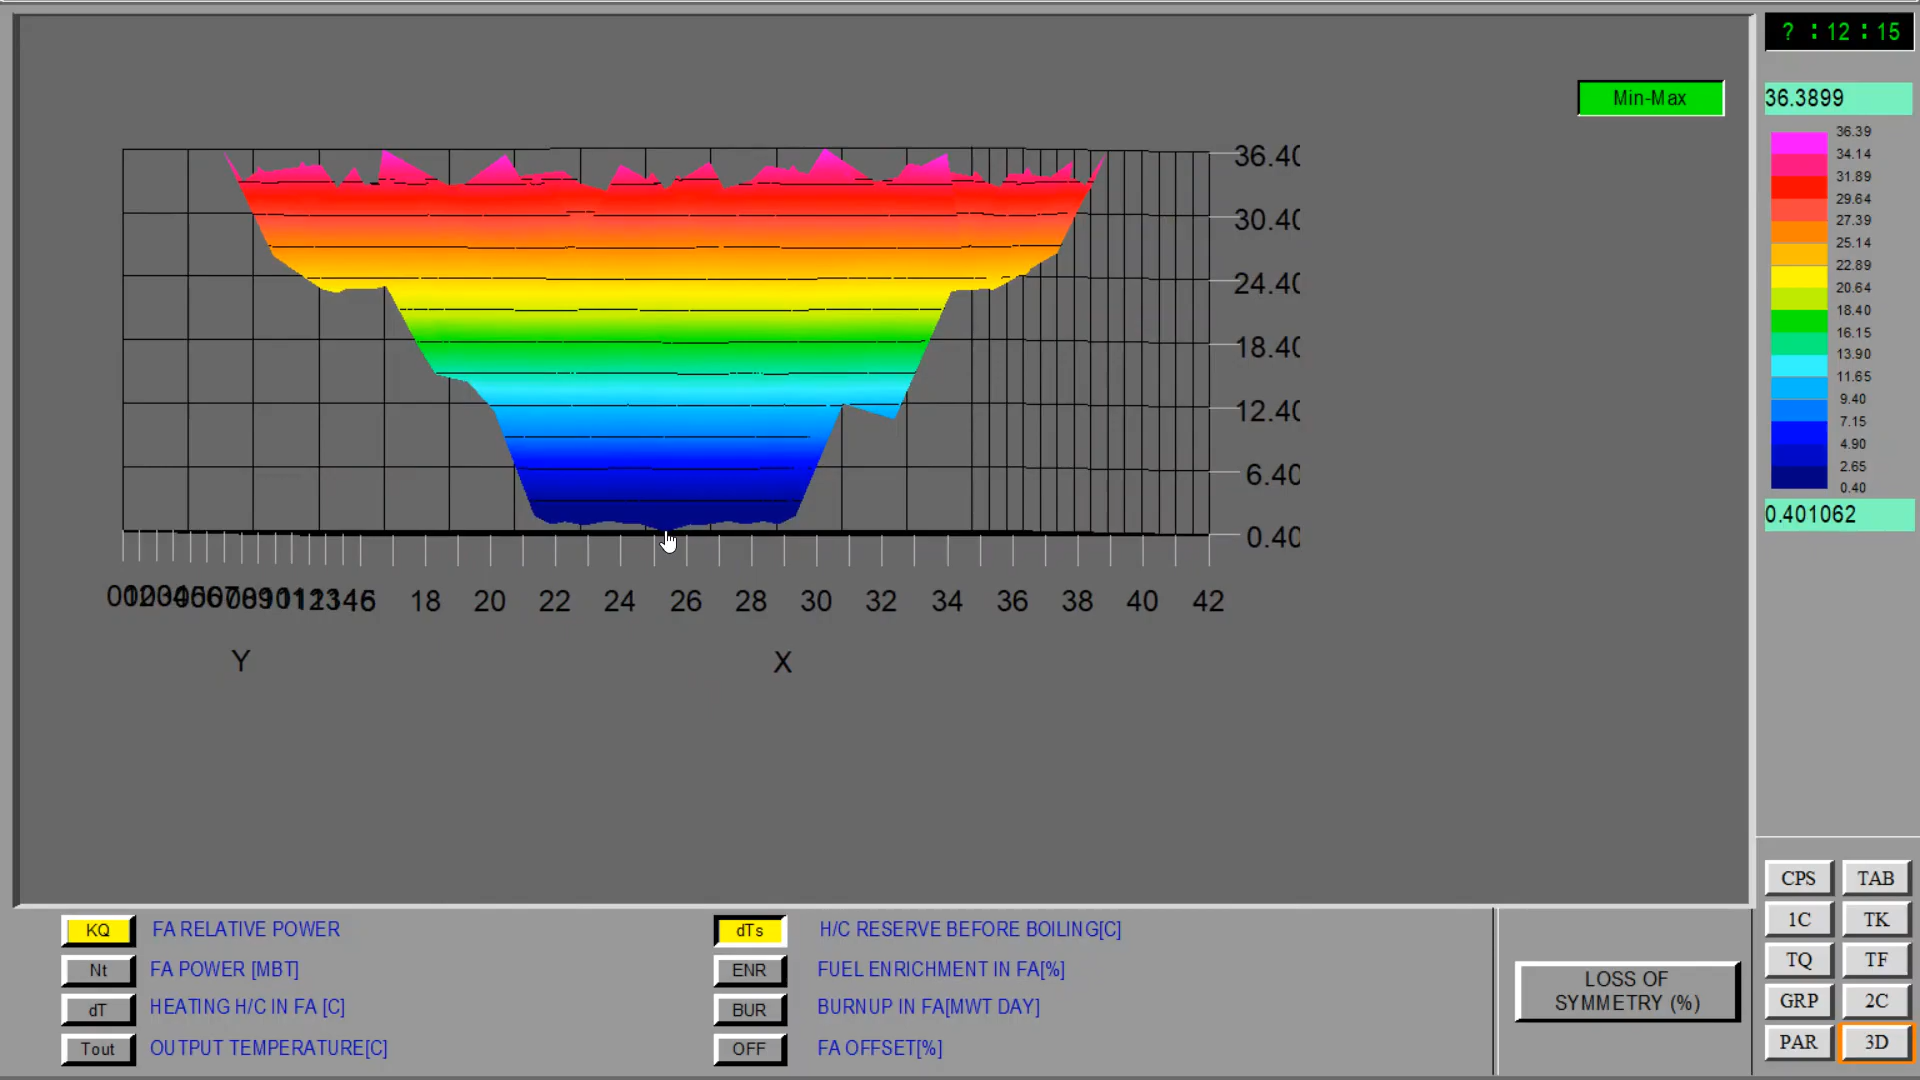 ? : 12 : 15
Min-Max
36.3899
36.39
34.14
31.89
29.64
27.39
25.14
22.89
20.64
18.40
16.15
13.90
11.65
9.40
7.15
4.90
2.65
0.40
0.401062
36.40
30.40
24.40
18.40
12.40
6.40
0.40
18 20 22 24 26 28 30 32 34 36 38 40 42
Y X
KQ FA RELATIVE POWER
Nt FA POWER [MBT]
dT HEATING H/C IN FA [C]
Tout OUTPUT TEMPERATURE[C]
dTs H/C RESERVE BEFORE BOILING[C]
ENR FUEL ENRICHMENT IN FA[%]
BUR BURNUP IN FA[MWT DAY]
OFF FA OFFSET[%]
LOSS OF
SYMMETRY (%)
CPS TAB
1C TK
TQ TF
GRP 2C
PAR 3D